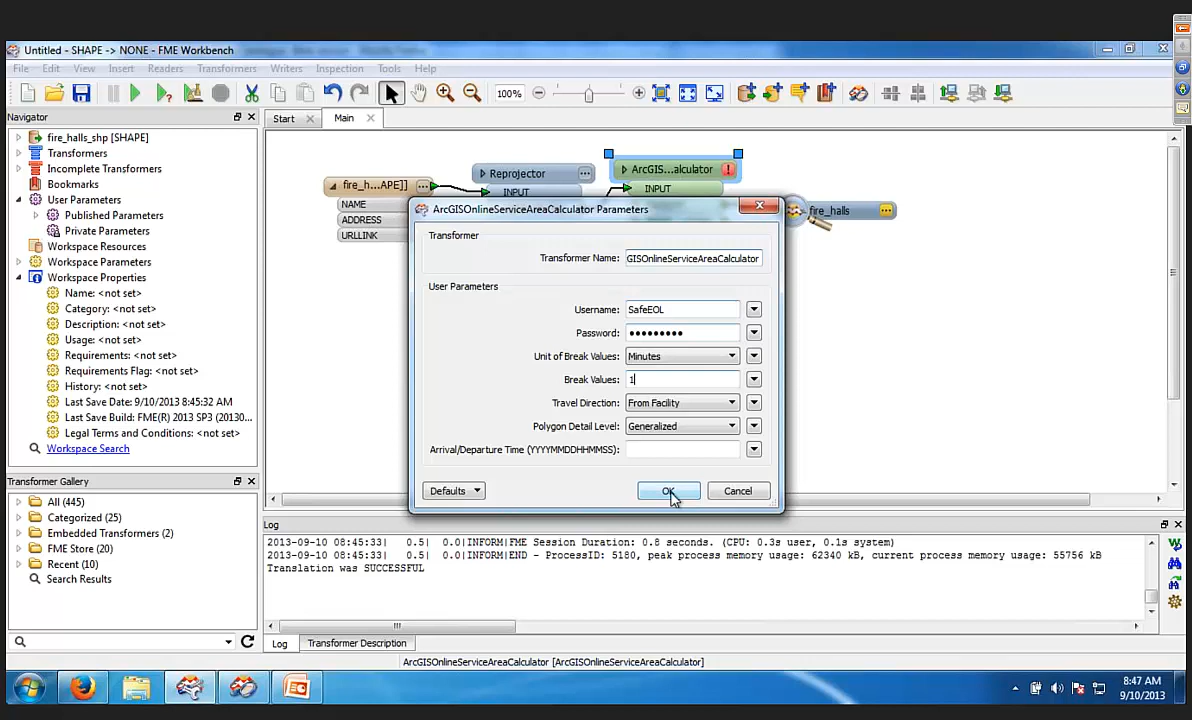 Untitled - SHAPE -> NONE - FME Workbench
File Edit View Insert Readers Transformers Writers Inspection Tools Help
100%
Navigator
Start
Main
fire_halls_shp [SHAPE]
Transformers
Incomplete Transformers
Bookmarks
User Parameters
Published Parameters
Private Parameters
Workspace Resources
Workspace Parameters
Workspace Properties
Name: <not set>
Category: <not set>
Description: <not set>
Usage: <not set>
Requirements: <not set>
Requirements Flag: <not set>
History: <not set>
Last Save Date: 9/10/2013 8:45:32 AM
Last Save Build: FME(R) 2013 SP3 (20130...
Legal Terms and Conditions: <not set>
Workspace Search
Transformer Gallery
All (445)
Categorized (25)
Embedded Transformers (2)
FME Store (20)
Recent (10)
Search Results
fire_h...APE]]
NAME
ADDRESS
URLLINK
Reprojector
INPUT
ArcGIS...alculator
INPUT
fire_halls
ArcGISOnlineServiceAreaCalculator Parameters
Transformer
Transformer Name: GISOnlineServiceAreaCalculator
User Parameters
Username: SafeEOL
Password: •••••••••
Unit of Break Values: Minutes
Break Values: 1
Travel Direction: From Facility
Polygon Detail Level: Generalized
Arrival/Departure Time (YYYYMMDDHHMMSS):
Defaults
OK
Cancel
Log
2013-09-10 08:45:33| 0.5| 0.0|INFORM|FME Session Duration: 0.8 seconds. (CPU: 0.3s user, 0.1s system)
2013-09-10 08:45:33| 0.5| 0.0|INFORM|END - ProcessID: 5180, peak process memory usage: 62340 kB, current process memory usage: 55756 kB
Translation was SUCCESSFUL
Log
Transformer Description
ArcGISOnlineServiceAreaCalculator [ArcGISOnlineServiceAreaCalculator]
8:47 AM
9/10/2013